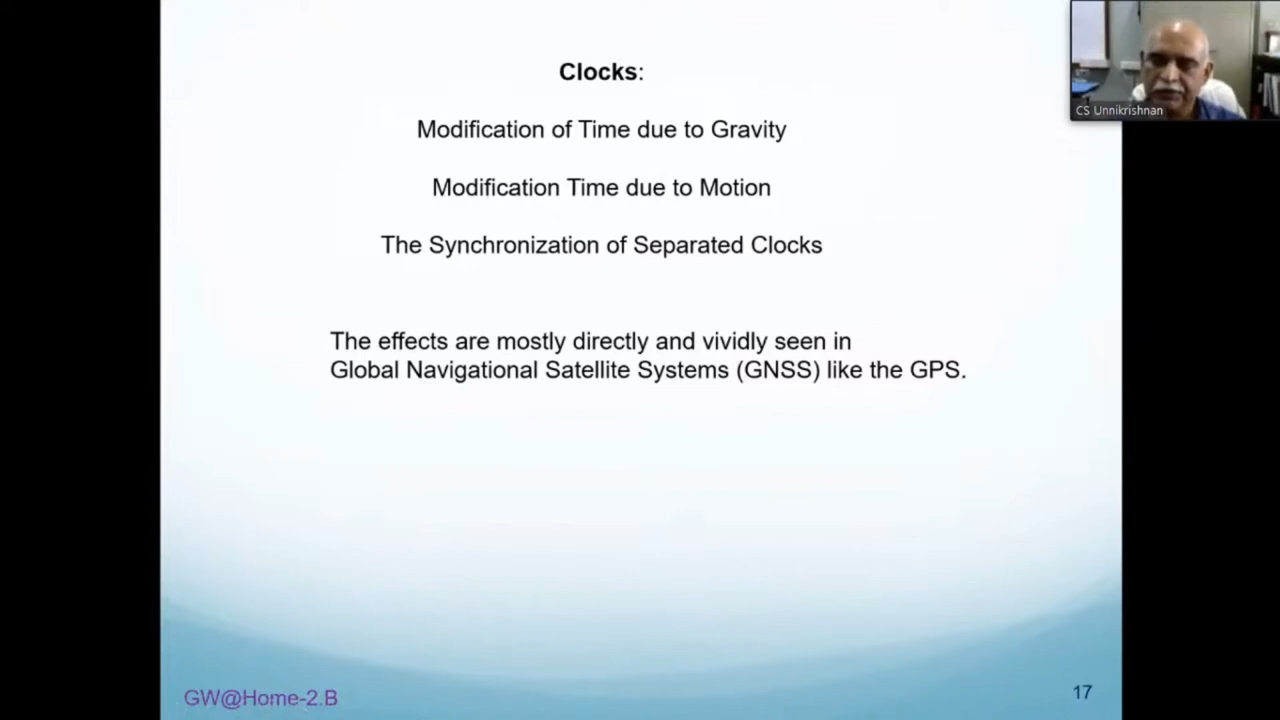 Clocks:
Modification of Time due to Gravity
Modification Time due to Motion
The Synchronization of Separated Clocks
The effects are mostly directly and vividly seen in
Global Navigational Satellite Systems (GNSS) like the GPS.
GW@Home-2.B
17
CS Unnikrishnan